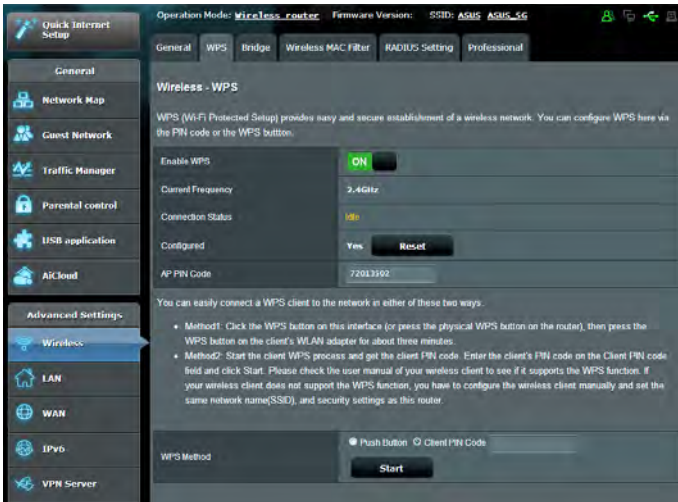 Quick Internet
Setup
Operation Mode: Wireless router Firmware Version: SSID: ASUS ASUS_5G
General WPS Bridge Wireless MAC Filter RADIUS Setting Professional
General
Network Map
Guest Network
Traffic Manager
Parental control
USB application
AiCloud
Advanced Settings
Wireless
LAN
WAN
IPv6
VPN Server
Wireless - WPS
WPS (Wi-Fi Protected Setup) provides easy and secure establishment of a wireless network. You can configure WPS here via
the PIN code or the WPS buttton.
Enable WPS ON
Current Frequency 2.4GHz
Connection Status Idle
Configured Yes Reset
AP PIN Code 72013502
You can easily connect a WPS client to the network in either of these two ways.
• Method1: Click the WPS button on this interface (or press the physical WPS button on the router), then press the
WPS button on the client's WLAN adapter for about three minutes.
• Method2: Start the client WPS process and get the client PIN code. Enter the client's PIN code on the Client PIN code
field and click Start. Please check the user manual of your wireless client to see if it supports the WPS function. If
your wireless client does not support the WPS function, you have to configure the wireless client manually and set the
same network name(SSID), and security settings as this router.
WPS Method Push Button Client PIN Code
Start